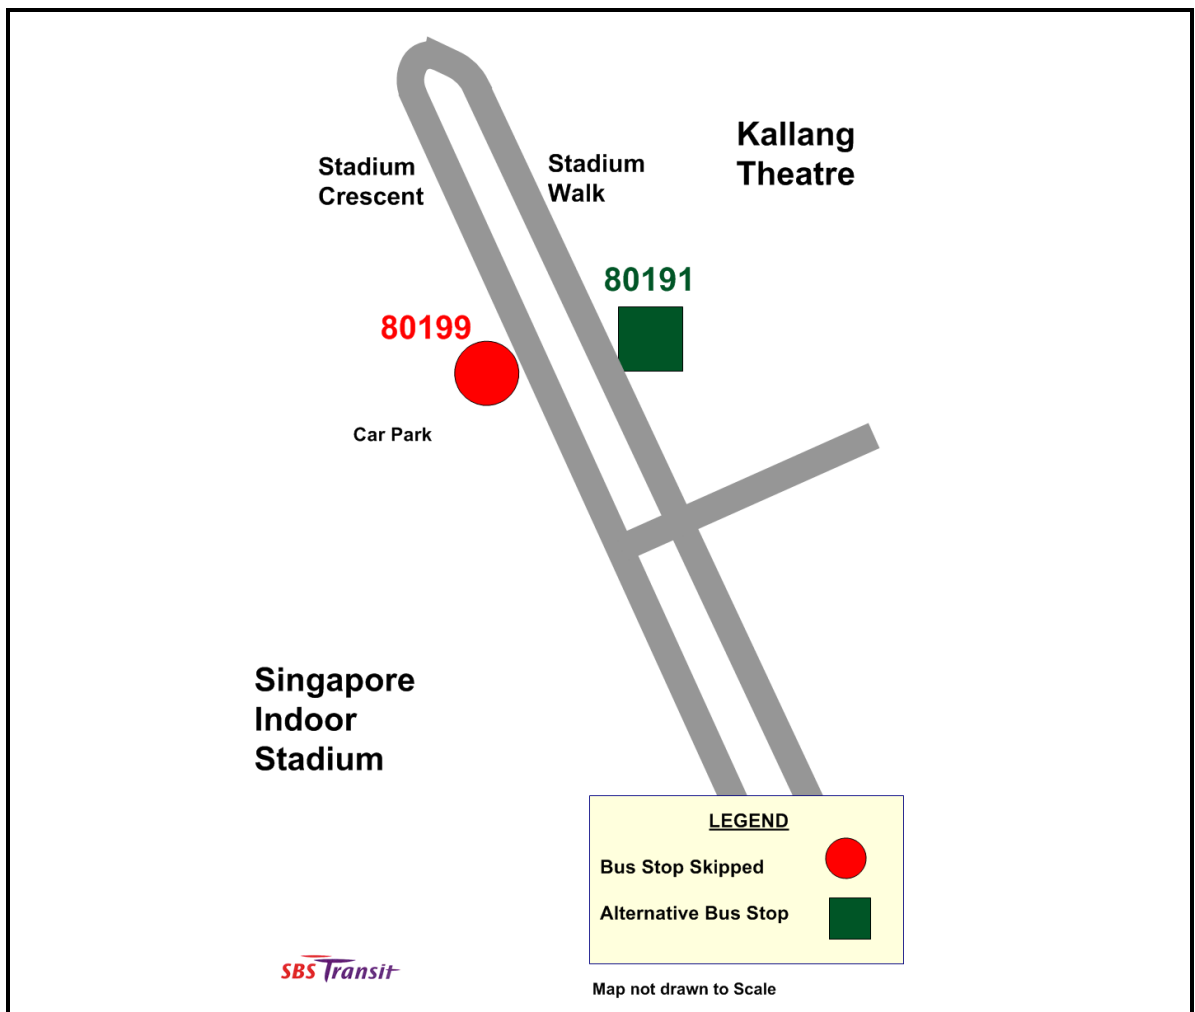 Kallang
Theatre
Stadium
Crescent
Stadium
Walk
80191
80199
Car Park
Singapore
Indoor
Stadium
LEGEND
Bus Stop Skipped
Alternative Bus Stop
SBS Transit
Map not drawn to Scale